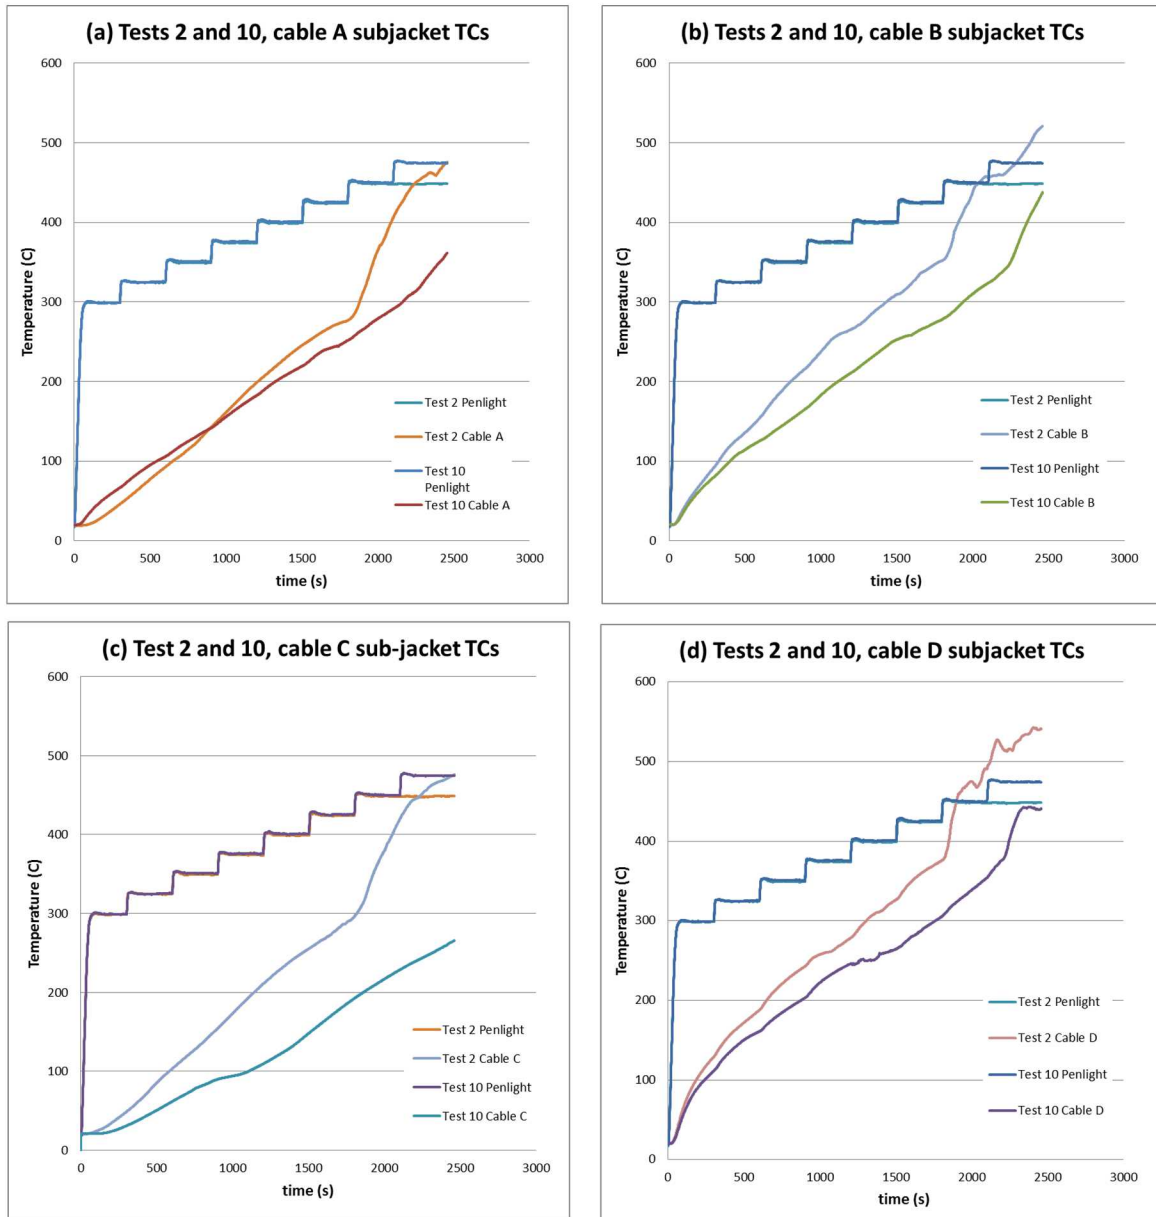 (a) Tests 2 and 10, cable A subjacket TCs
600
500
400
300
200
100
0
Temperature (C)
Test 2 Penlight
Test 2 Cable A
Test 10
Penlight
Test 10 Cable A
0 500 1000 1500 2000 2500 3000
time (s)
(b) Tests 2 and 10, cable B subjacket TCs
600
500
400
300
200
100
0
Temperature (C)
Test 2 Penlight
Test 2 Cable B
Test 10 Penlight
Test 10 Cable B
0 500 1000 1500 2000 2500 3000
time (s)
(c) Test 2 and 10, cable C sub-jacket TCs
600
500
400
300
200
100
0
Temperature (C)
Test 2 Penlight
Test 2 Cable C
Test 10 Penlight
Test 10 Cable C
0 500 1000 1500 2000 2500 3000
time (s)
(d) Tests 2 and 10, cable D subjacket TCs
600
500
400
300
200
100
0
Temperature (C)
Test 2 Penlight
Test 2 Cable D
Test 10 Penlight
Test 10 Cable D
0 500 1000 1500 2000 2500 3000
time (s)